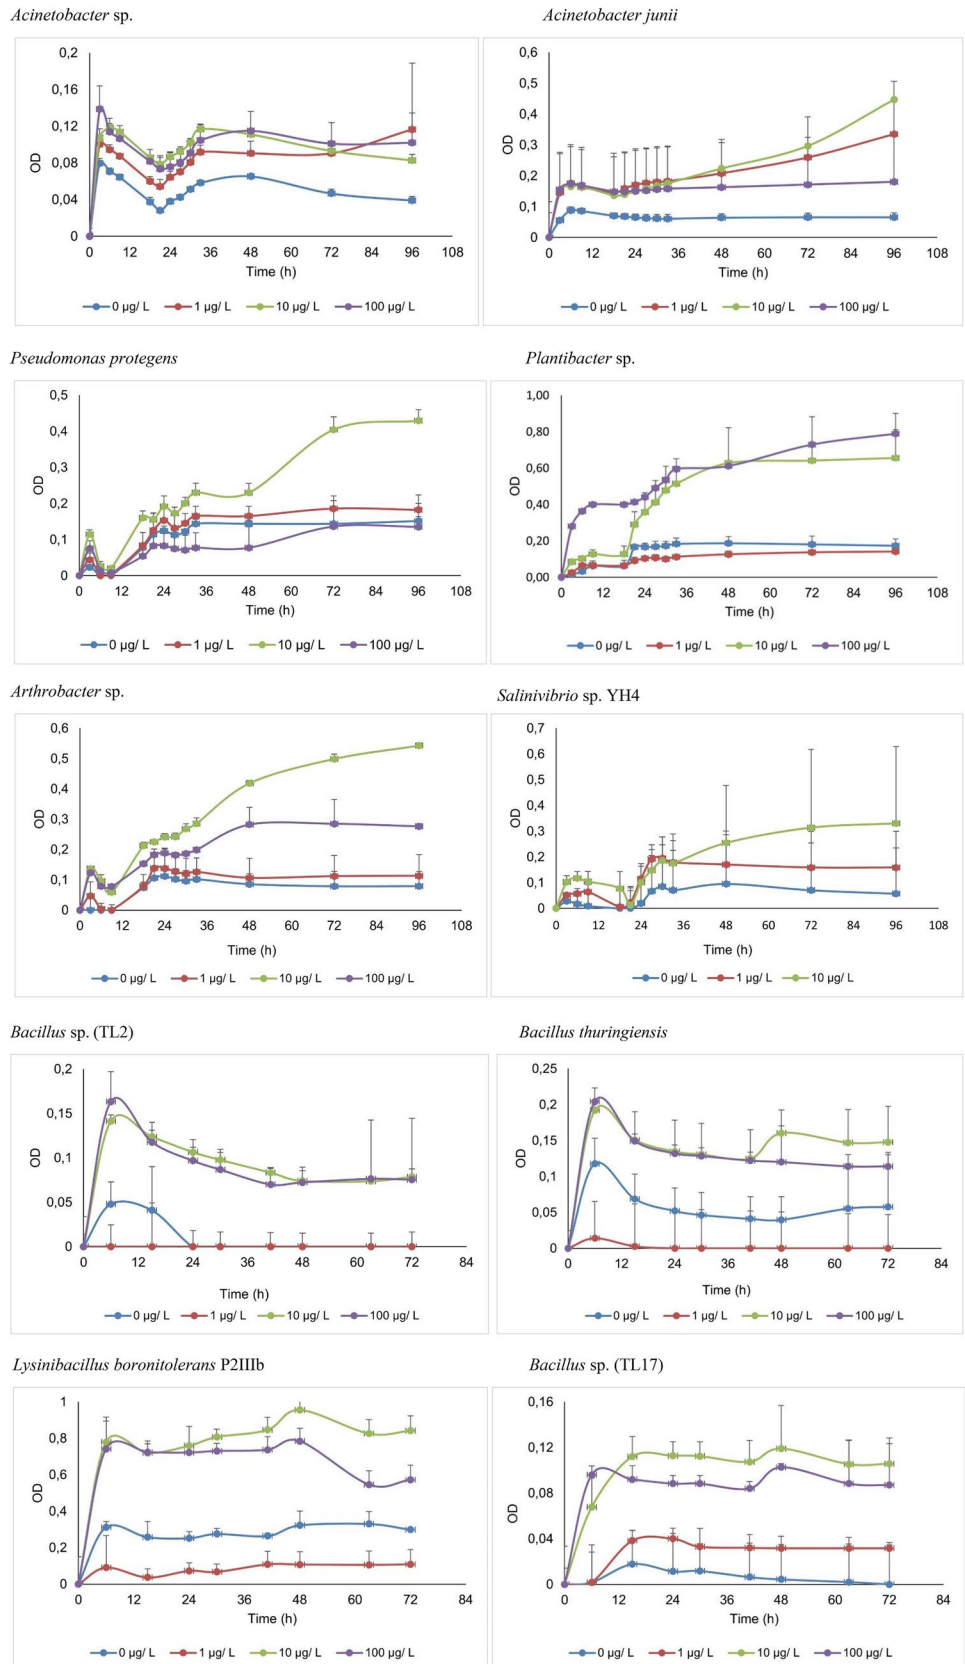 Acinetobacter sp.
Acinetobacter junii
0,2
0,16
0,12
0,08
0,04
0
OD
0 12 24 36 48 60 72 84 96 108
Time (h)
0 µg/ L 1 µg/ L 10 µg/ L 100 µg/ L
0,6
0,5
0,4
0,3
0,2
0,1
0
OD
0 12 24 36 48 60 72 84 96 108
Time (h)
0 µg/ L 1 µg/ L 10 µg/ L 100 µg/ L
Pseudomonas protegens
Plantibacter sp.
0,5
0,4
0,3
0,2
0,1
0
OD
0 12 24 36 48 60 72 84 96 108
Time (h)
0 µg/ L 1 µg/ L 10 µg/ L 100 µg/ L
1,00
0,80
0,60
0,40
0,20
0,00
OD
0 12 24 36 48 60 72 84 96 108
Time (h)
0 µg/ L 1 µg/ L 10 µg/ L 100 µg/ L
Arthrobacter sp.
Salinivibrio sp. YH4
0,6
0,5
0,4
0,3
0,2
0,1
0
OD
0 12 24 36 48 60 72 84 96 108
Time (h)
0 µg/ L 1 µg/ L 10 µg/ L 100 µg/ L
0,7
0,6
0,5
0,4
0,3
0,2
0,1
0
OD
0 12 24 36 48 60 72 84 96 108
Time (h)
0 µg/ L 1 µg/ L 10 µg/ L
Bacillus sp. (TL2)
Bacillus thuringiensis
0,2
0,15
0,1
0,05
0
OD
0 12 24 36 48 60 72 84
Time (h)
0 µg/ L 1 µg/ L 10 µg/ L 100 µg/ L
0,25
0,2
0,15
0,1
0,05
0
OD
0 12 24 36 48 60 72 84
Time (h)
0 µg/ L 1 µg/ L 10 µg/ L 100 µg/ L
Lysinibacillus boronitolerans P2IIIb
Bacillus sp. (TL17)
1
0,8
0,6
0,4
0,2
0
OD
0 12 24 36 48 60 72 84
Time (h)
0 µg/ L 1 µg/ L 10 µg/ L 100 µg/ L
0,16
0,12
0,08
0,04
0
OD
0 12 24 36 48 60 72 84
Time (h)
0 µg/ L 1 µg/ L 10 µg/ L 100 µg/ L